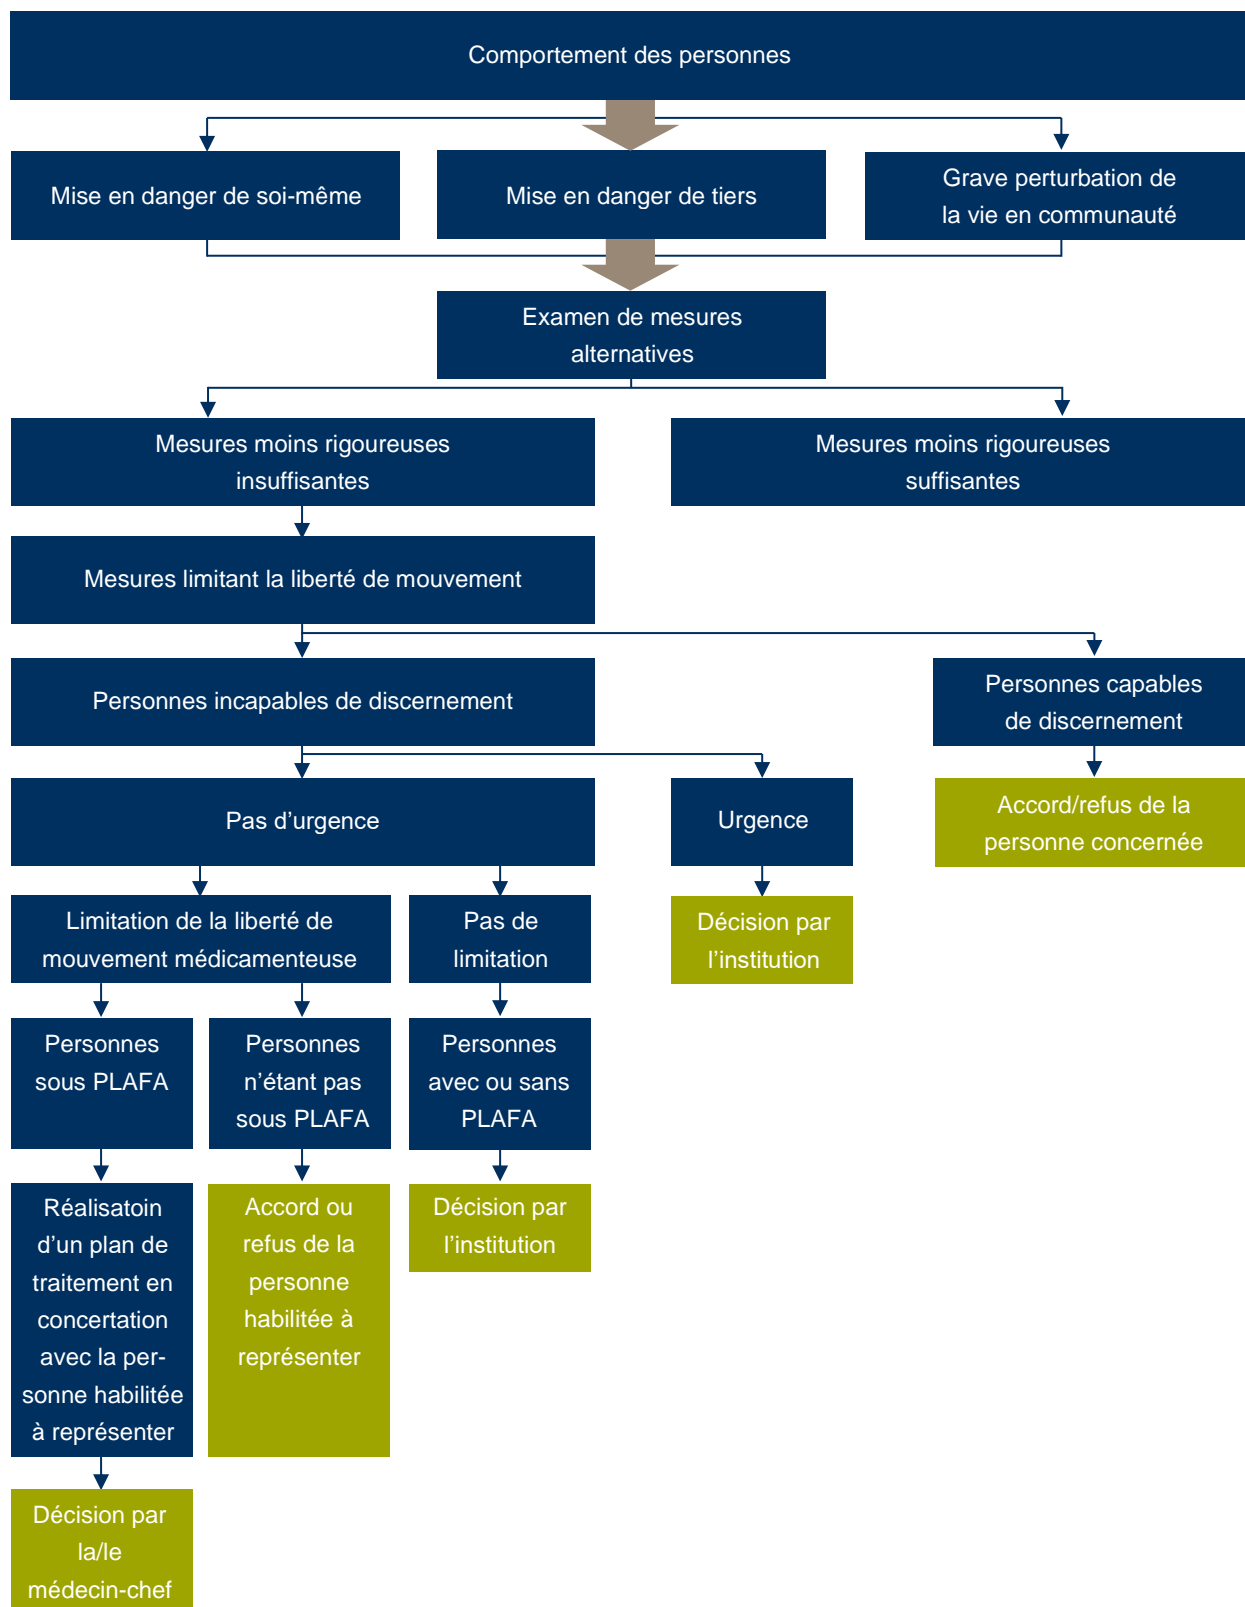 Comportement des personnes
Mise en danger de soi-même
Mise en danger de tiers
Grave perturbation de
la vie en communauté
Examen de mesures
alternatives
Mesures moins rigoureuses
insuffisantes
Mesures moins rigoureuses
suffisantes
Mesures limitant la liberté de mouvement
Personnes incapables de discernement
Personnes capables
de discernement
Pas d’urgence
Urgence
Accord/refus de la
personne concernée
Limitation de la liberté de
mouvement médicamenteuse
Pas de
limitation
Décision par
l’institution
Personnes
sous PLAFA
Personnes
n’étant pas
sous PLAFA
Personnes
avec ou sans
PLAFA
Réalisatoin
d’un plan de
traitement en
concertation
avec la per-
sonne habilitée
à représenter
Accord ou
refus de la
personne
habilitée à
représenter
Décision par
l’institution
Décision par
la/le
médecin-chef